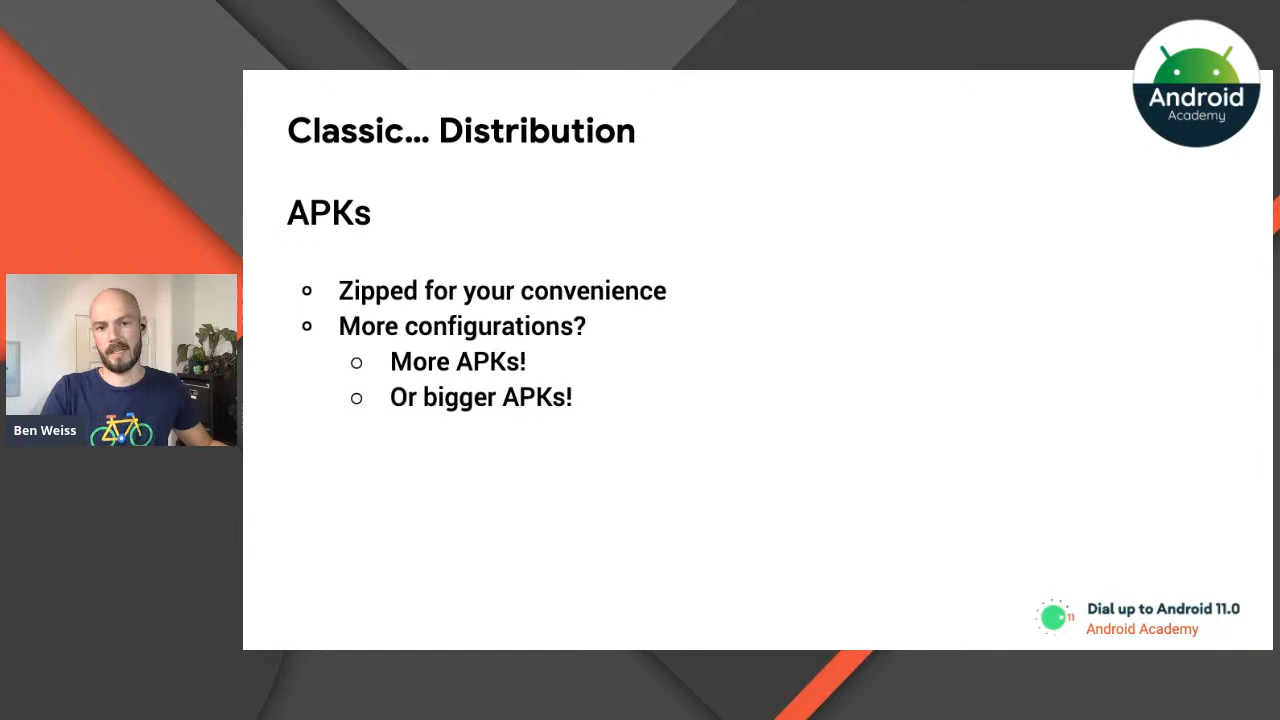 Android
Academy
Classic... Distribution
APKs
Zipped for your convenience
More configurations?
More APKs!
Or bigger APKs!
Ben Weiss
11
Dial up to Android 11.0
Android Academy